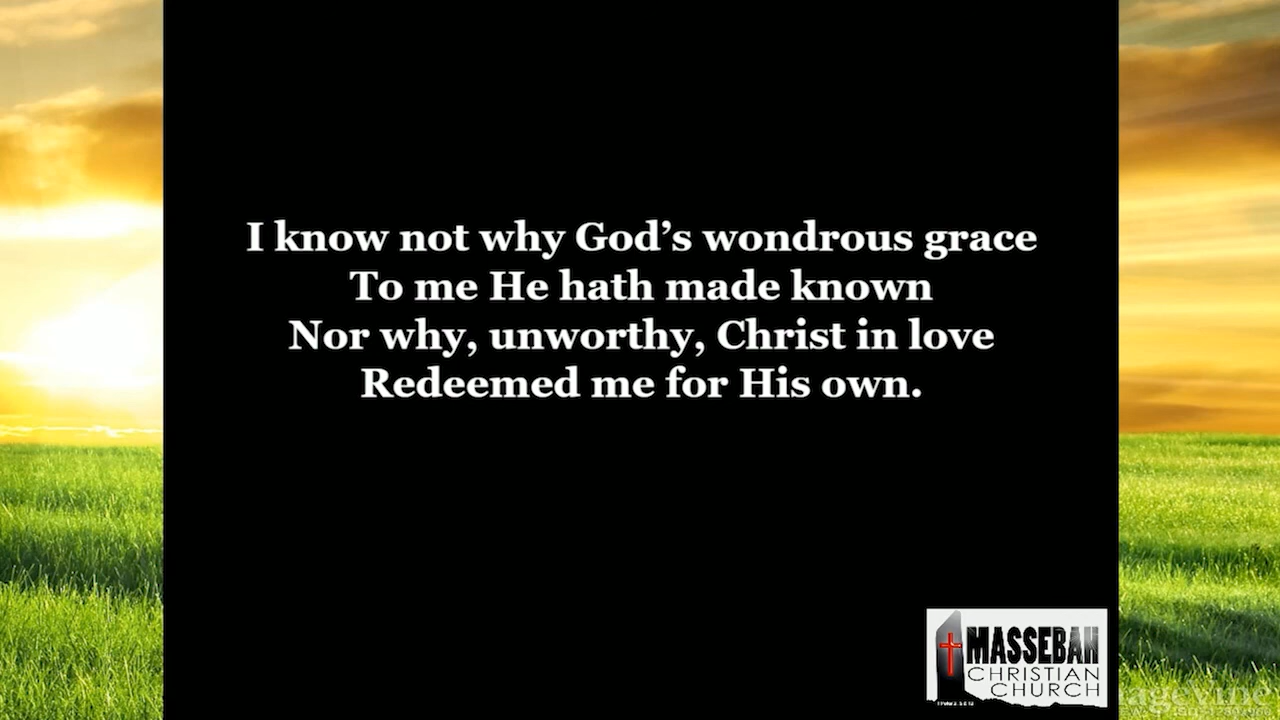 I know not why God’s wondrous grace
To me He hath made known
Nor why, unworthy, Christ in love
Redeemed me for His own.
MASSEBAH
CHRISTIAN
CHURCH